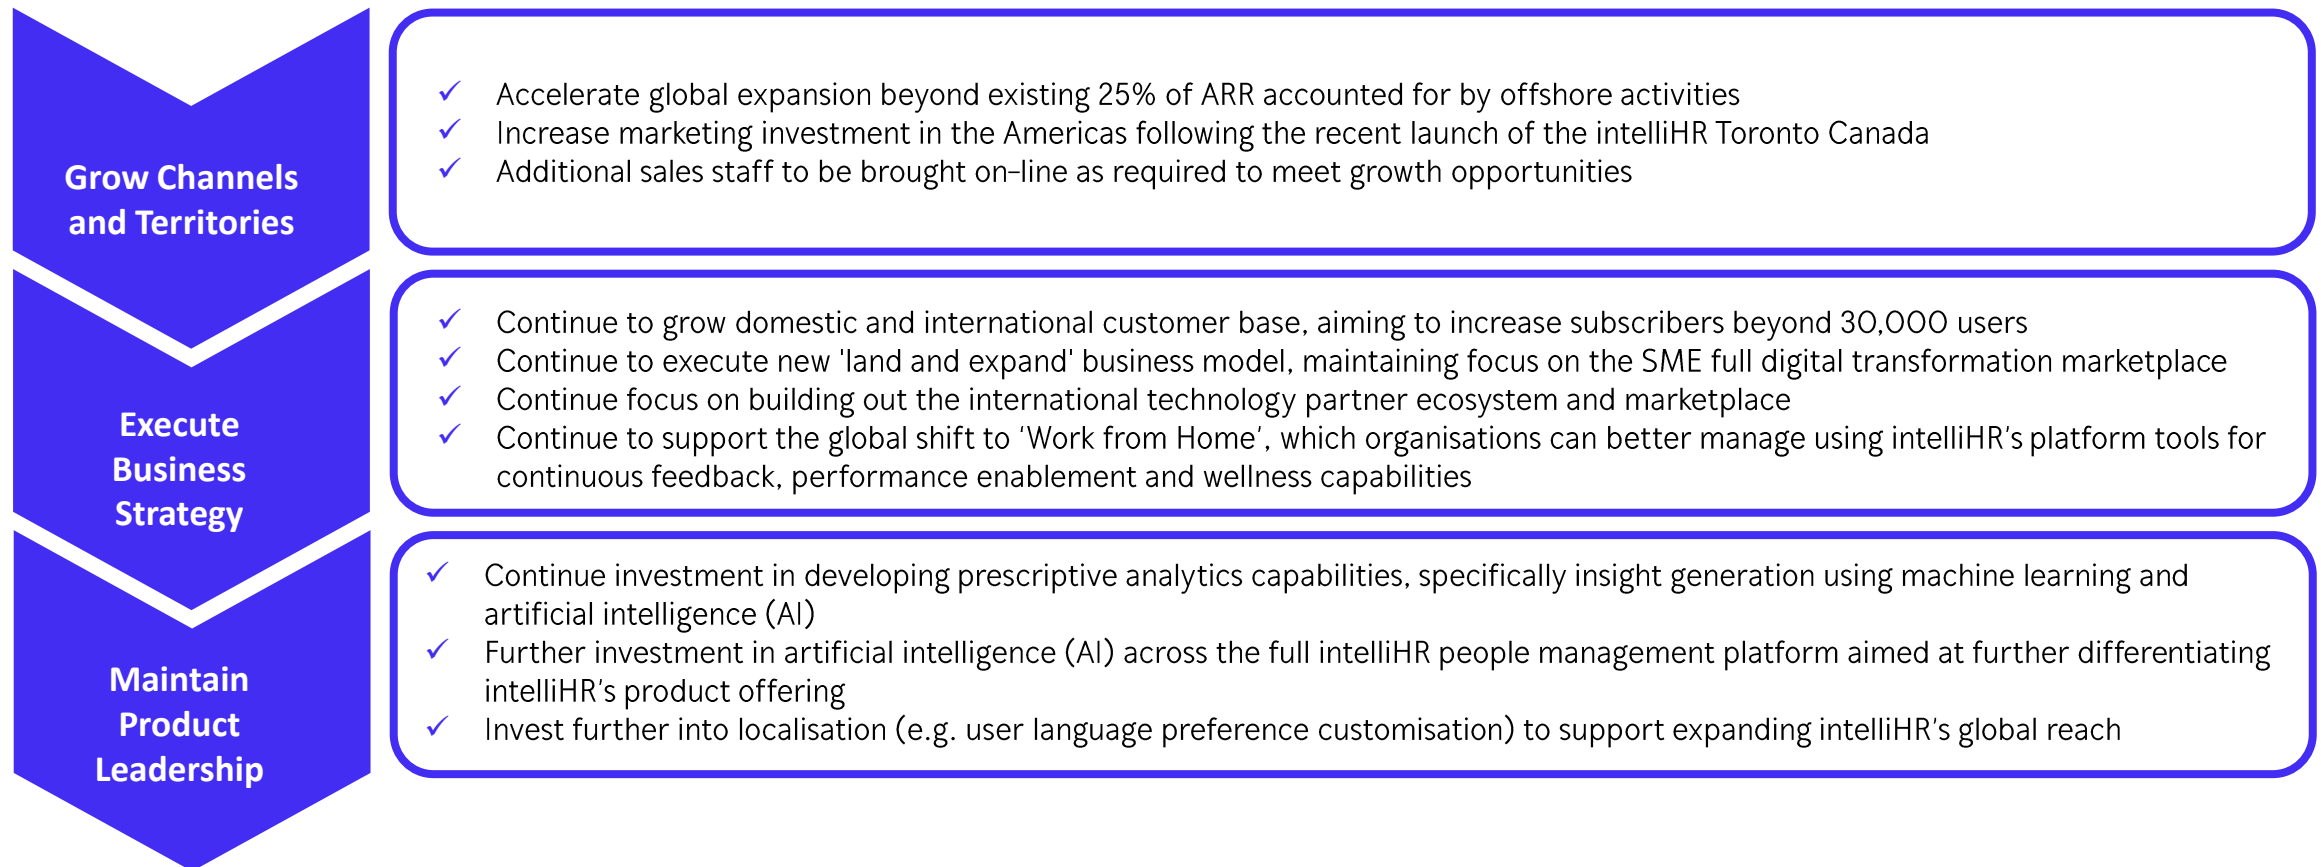 Grow Channels
and Territories
✓ Accelerate global expansion beyond existing 25% of ARR accounted for by offshore activities
✓ Increase marketing investment in the Americas following the recent launch of the intelliHR Toronto Canada
✓ Additional sales staff to be brought on-line as required to meet growth opportunities
Execute
Business
Strategy
✓ Continue to grow domestic and international customer base, aiming to increase subscribers beyond 30,000 users
✓ Continue to execute new 'land and expand' business model, maintaining focus on the SME full digital transformation marketplace
✓ Continue focus on building out the international technology partner ecosystem and marketplace
✓ Continue to support the global shift to ‘Work from Home’, which organisations can better manage using intelliHR’s platform tools for
continuous feedback, performance enablement and wellness capabilities
Maintain
Product
Leadership
✓ Continue investment in developing prescriptive analytics capabilities, specifically insight generation using machine learning and
artificial intelligence (AI)
✓ Further investment in artificial intelligence (AI) across the full intelliHR people management platform aimed at further differentiating
intelliHR’s product offering
✓ Invest further into localisation (e.g. user language preference customisation) to support expanding intelliHR’s global reach